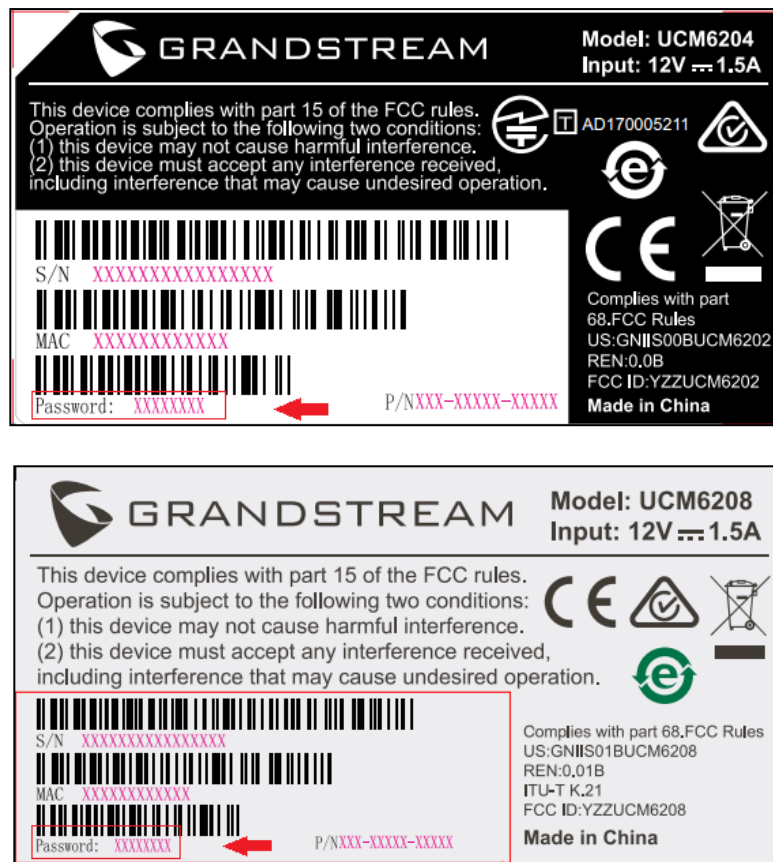 GRANDSTREAM
Model: UCM6204
Input: 12V ⎓ 1.5A
This device complies with part 15 of the FCC rules.
Operation is subject to the following two conditions:
(1) this device may not cause harmful interference.
(2) this device must accept any interference received,
including interference that may cause undesired operation.
T AD170005211
S/N XXXXXXXXXXXXXXXX
MAC XXXXXXXXXXXX
Password: XXXXXXXX
P/NXXX-XXXXX-XXXXX
CE
Complies with part
68.FCC Rules
US:GNIIS00BUCM6202
REN:0.0B
FCC ID:YZZUCM6202
Made in China
GRANDSTREAM
Model: UCM6208
Input: 12V ⎓ 1.5A
This device complies with part 15 of the FCC rules.
Operation is subject to the following two conditions:
(1) this device may not cause harmful interference.
(2) this device must accept any interference received,
including interference that may cause undesired operation.
CE
S/N XXXXXXXXXXXXXXXX
MAC XXXXXXXXXXXX
Password: XXXXXXXX
P/NXXX-XXXXX-XXXXX
Complies with part 68.FCC Rules
US:GNIIS01BUCM6208
REN:0.01B
ITU-T K.21
FCC ID:YZZUCM6208
Made in China